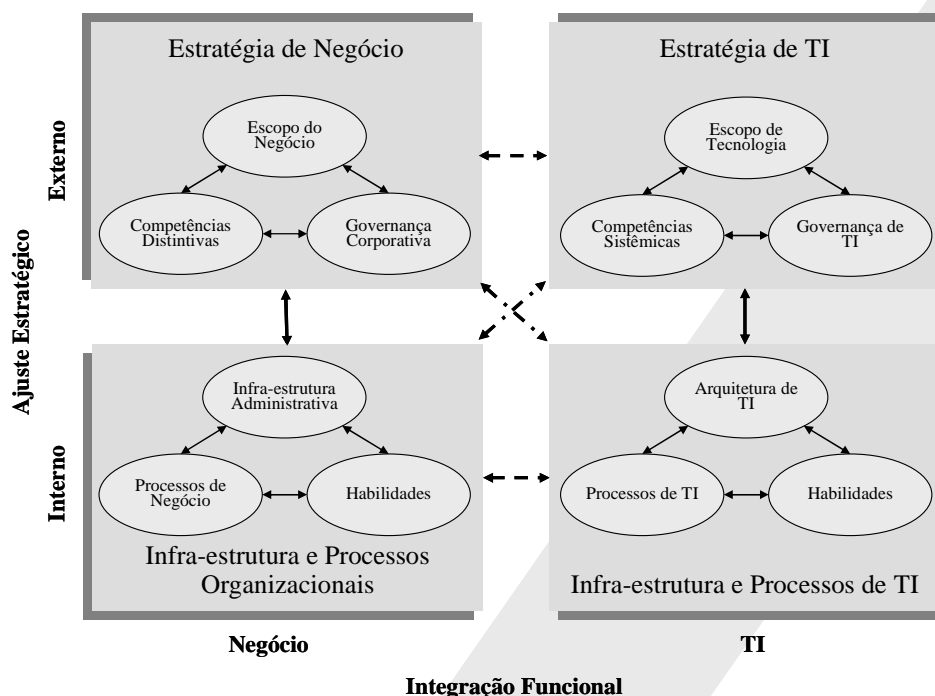 Estratégia de Negócio
Estratégia de TI
Escopo do
Negócio
Escopo de
Tecnologia
Externo
Competências
Distintivas
Governança
Corporativa
Competências
Sistêmicas
Governança de
TI
Ajuste Estratégico
Infra-estrutura
Administrativa
Arquitetura de
TI
Interno
Processos de
Negócio
Habilidades
Processos de TI
Habilidades
Infra-estrutura e Processos
Organizacionais
Infra-estrutura e Processos de TI
Negócio
TI
Integração Funcional